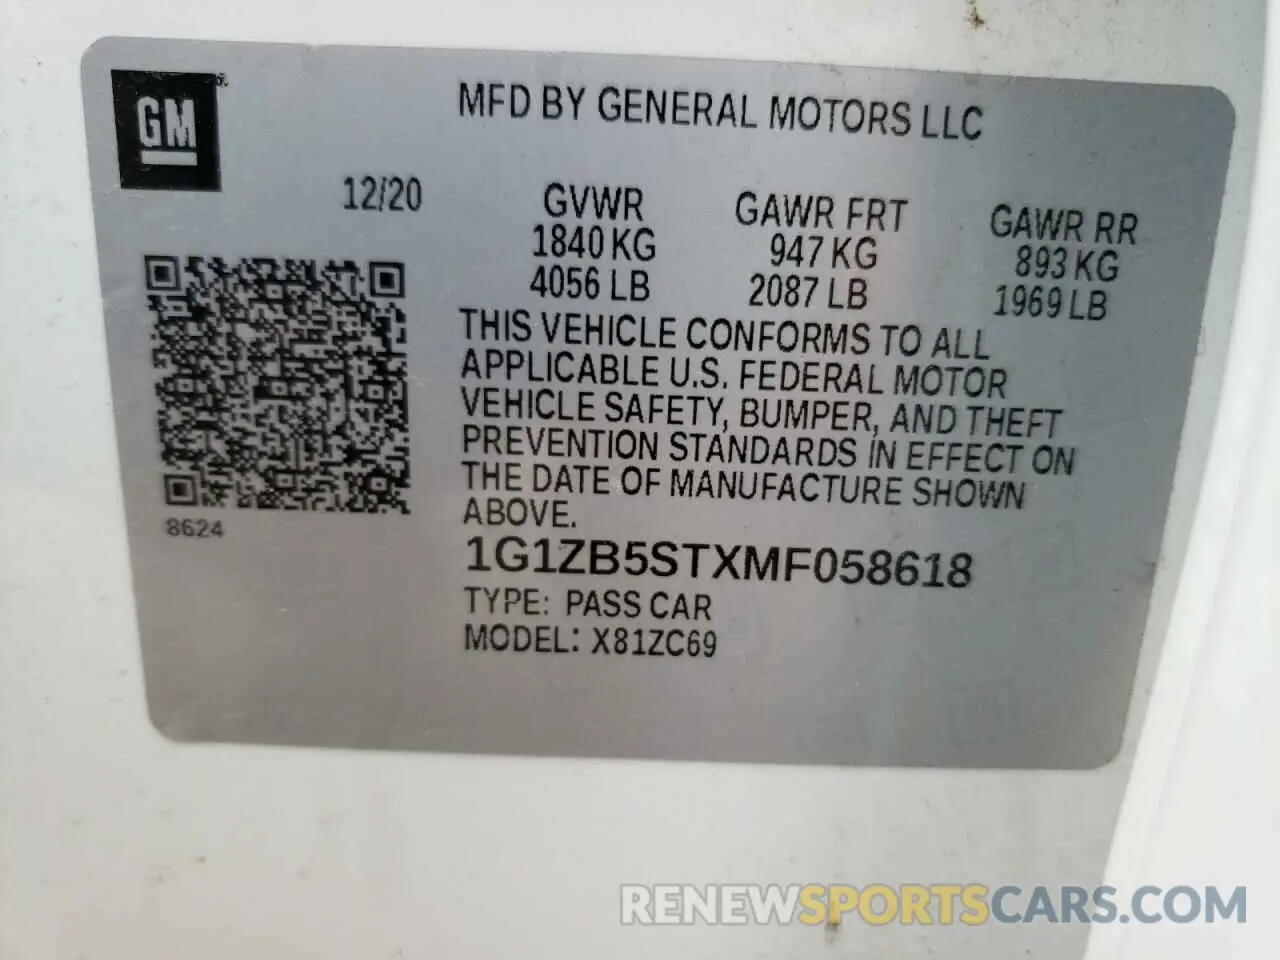 GM
MFD BY GENERAL MOTORS LLC
12/20
GVWR
1840 KG
4056 LB
GAWR FRT
947 KG
2087 LB
GAWR RR
893 KG
1969 LB
THIS VEHICLE CONFORMS TO ALL
APPLICABLE U.S. FEDERAL MOTOR
VEHICLE SAFETY, BUMPER, AND THEFT
PREVENTION STANDARDS IN EFFECT ON
THE DATE OF MANUFACTURE SHOWN
ABOVE.
8624
1G1ZB5STXMF058618
TYPE: PASS CAR
MODEL: X81ZC69
RENEWSPORTSCARS.COM